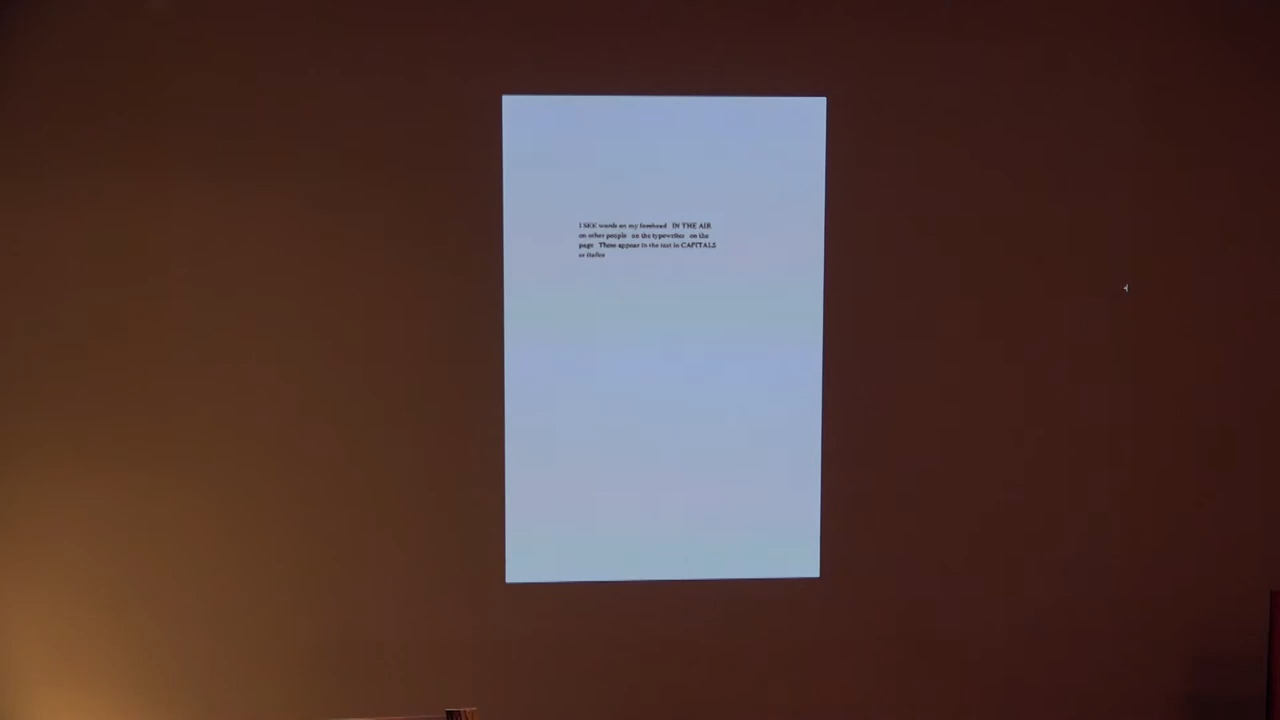 I SEE words on my forehead IN THE AIR
on other people on the typewriter on the
page These appear in the text in CAPITALS
or italics